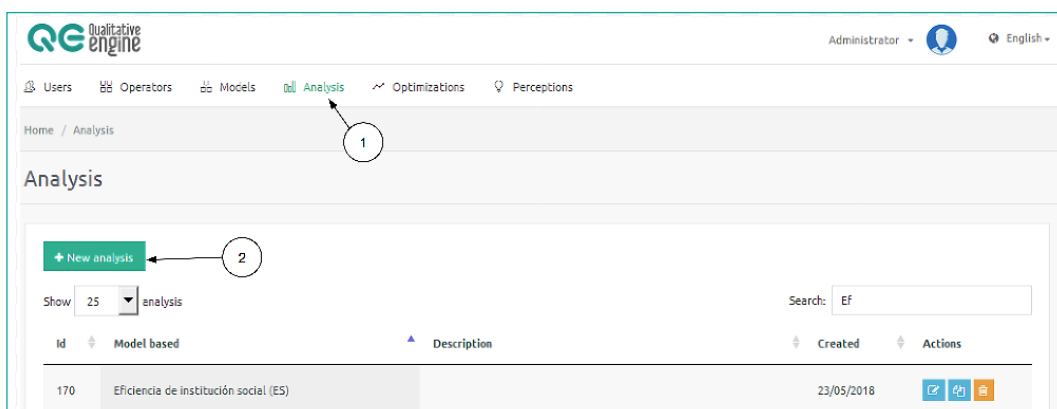 QE Qualitative engine
Administrator English
Users Operators Models Analysis Optimizations Perceptions
Home / Analysis
1
Analysis
+ New analysis
2
Show 25 analysis Search: Ef
Id Model based Description Created Actions
170 Eficiencia de institución social (ES) 23/05/2018